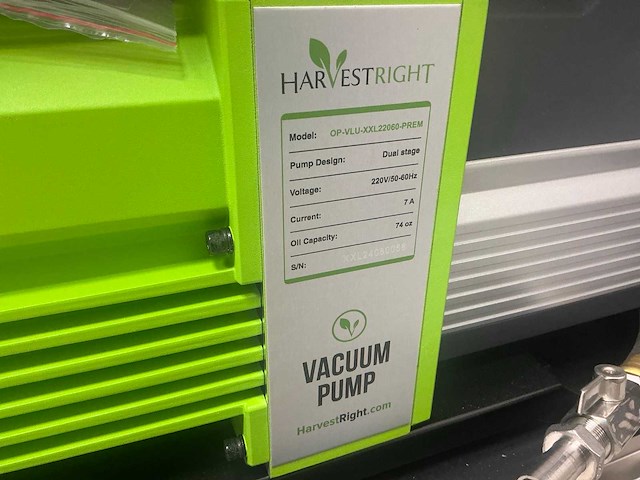 HARVESTRIGHT
Model: OP-VLU-XXL22060-PREM
Pump Design: Dual stage
Voltage: 220V/50-60Hz
Current: 7 A
Oil Capacity: 74 oz
S/N:
VACUUM
PUMP
HarvestRight.com